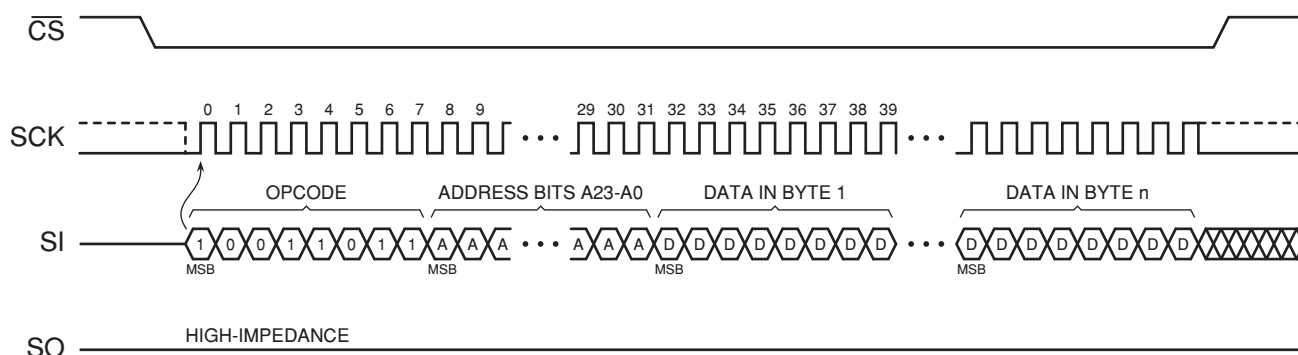 CS
0 1 2 3 4 5 6 7 8 9 29 30 31 32 33 34 35 36 37 38 39
SCK
OPCODE ADDRESS BITS A23-A0 DATA IN BYTE 1 DATA IN BYTE n
SI 1 0 0 1 1 0 1 1 A A A A A A D D D D D D D D D D D D D D D D
MSB MSB MSB MSB
HIGH-IMPEDANCE
SO